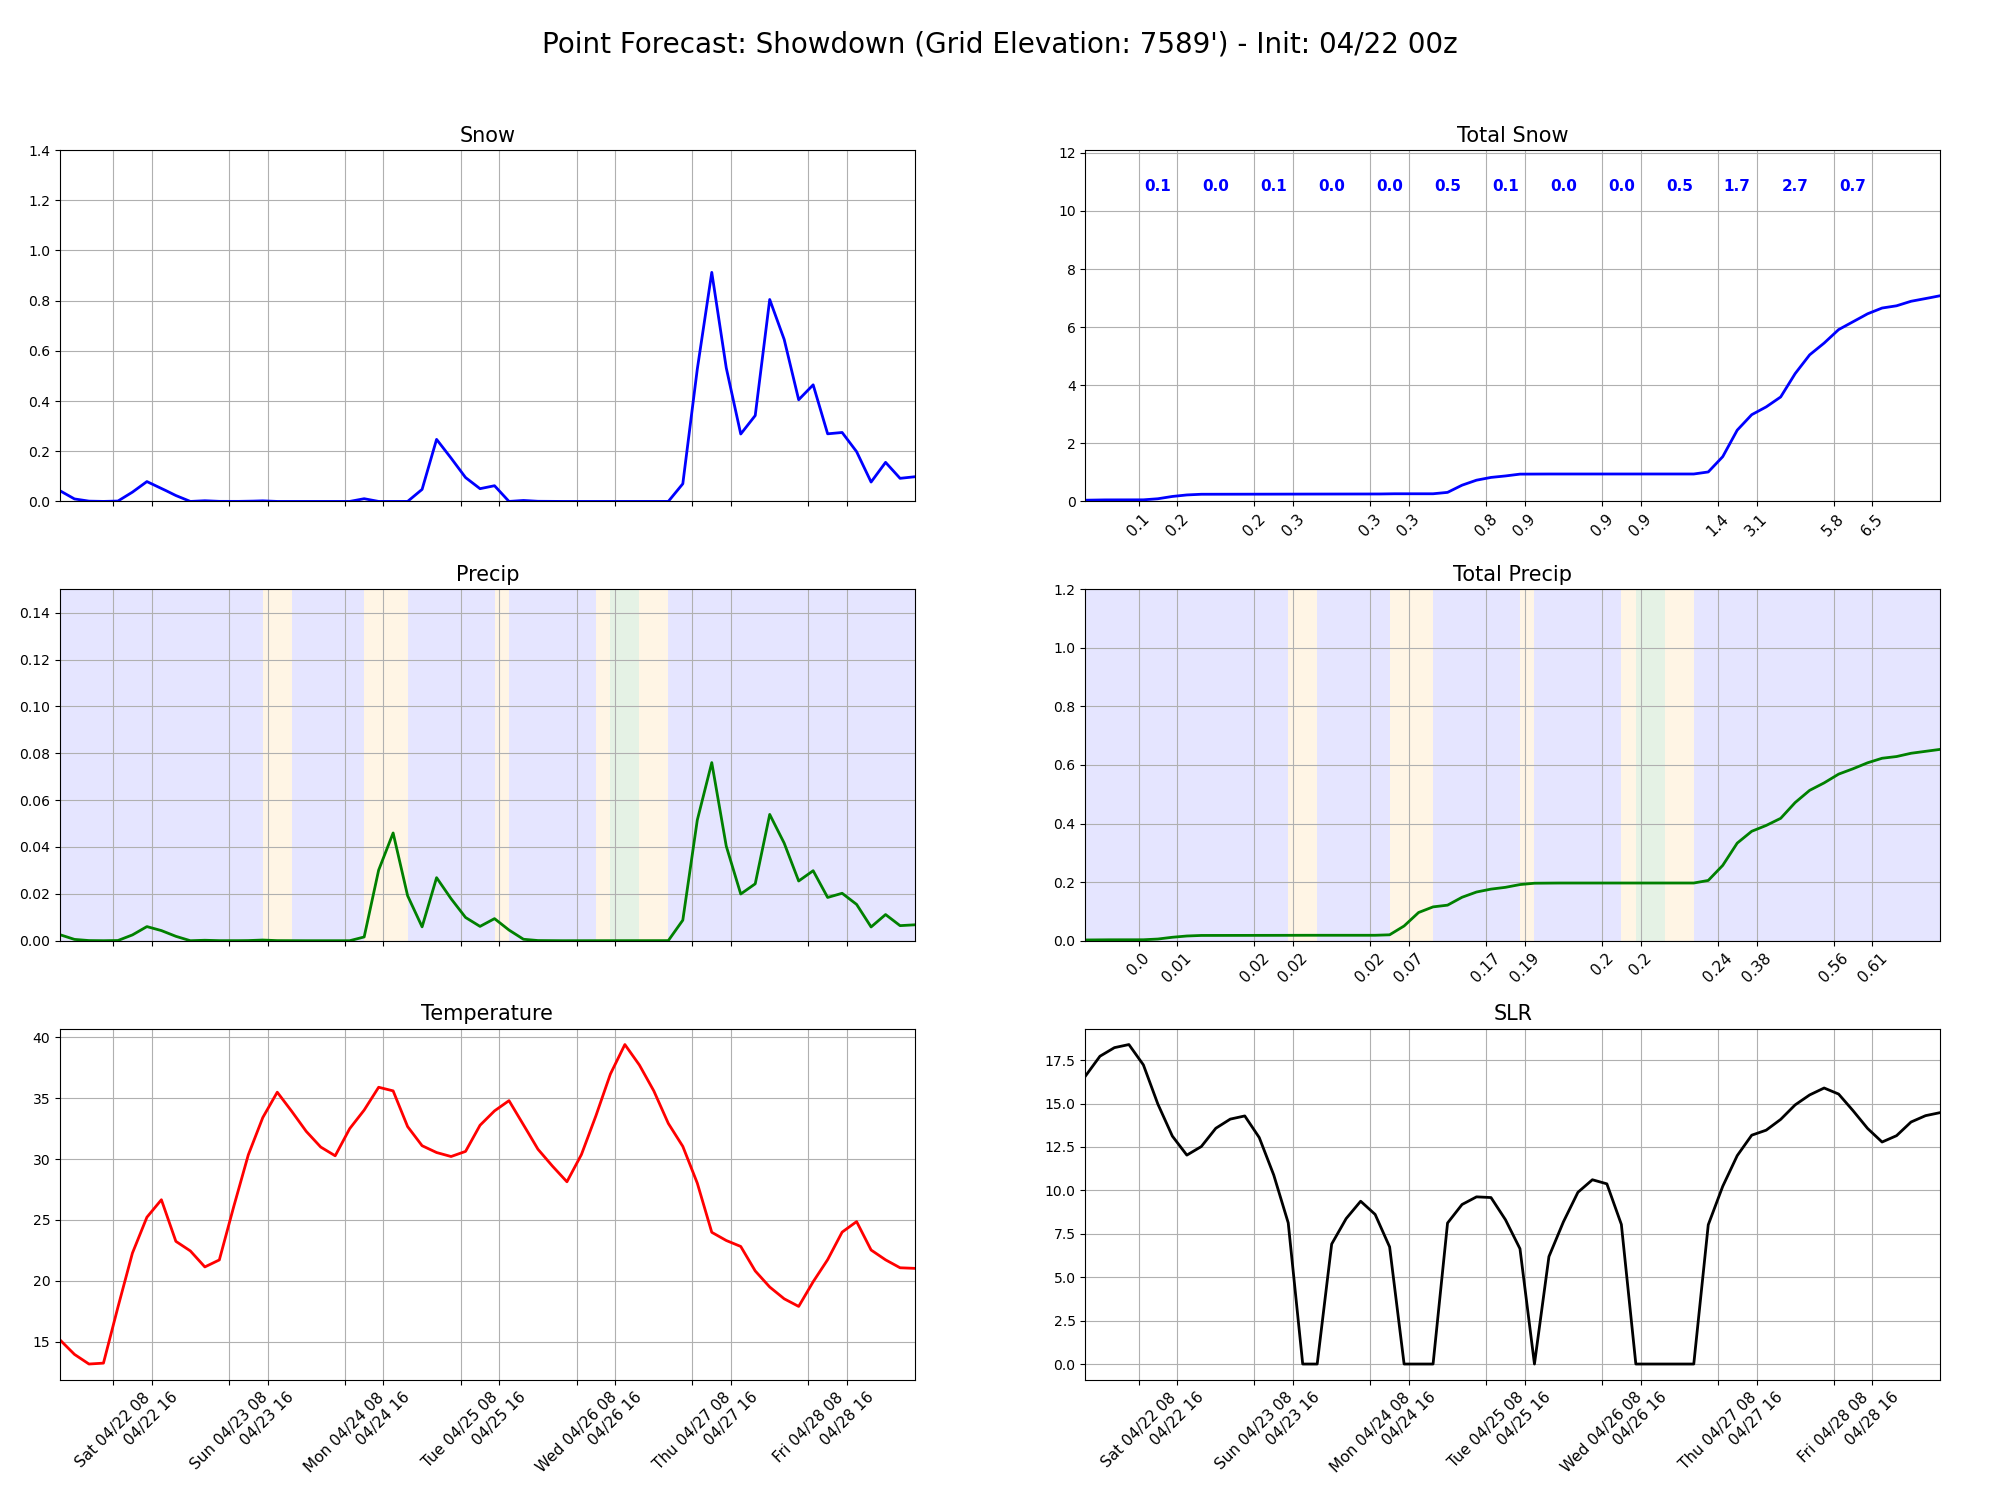 Point Forecast: Showdown (Grid Elevation: 7589') - Init: 04/22 00z
Snow
1.4
1.2
1.0
0.8
0.6
0.4
0.2
0.0
Total Snow
12
10
8
6
4
2
0
0.1 0.0 0.1 0.0 0.0 0.5 0.1 0.0 0.0 0.5 1.7 2.7 0.7
0.1 0.2 0.2 0.3 0.3 0.3 0.8 0.9 0.9 0.9 1.4 3.1 5.8 6.5
Precip
0.14
0.12
0.10
0.08
0.06
0.04
0.02
0.00
Total Precip
1.2
1.0
0.8
0.6
0.4
0.2
0.0
0.0 0.01 0.02 0.02 0.02 0.07 0.17 0.19 0.2 0.2 0.24 0.38 0.56 0.61
Temperature
40
35
30
25
20
15
Sat 04/22 08
04/22 16
Sun 04/23 08
04/23 16
Mon 04/24 08
04/24 16
Tue 04/25 08
04/25 16
Wed 04/26 08
04/26 16
Thu 04/27 08
04/27 16
Fri 04/28 08
04/28 16
SLR
17.5
15.0
12.5
10.0
7.5
5.0
2.5
0.0
Sat 04/22 08
04/22 16
Sun 04/23 08
04/23 16
Mon 04/24 08
04/24 16
Tue 04/25 08
04/25 16
Wed 04/26 08
04/26 16
Thu 04/27 08
04/27 16
Fri 04/28 08
04/28 16